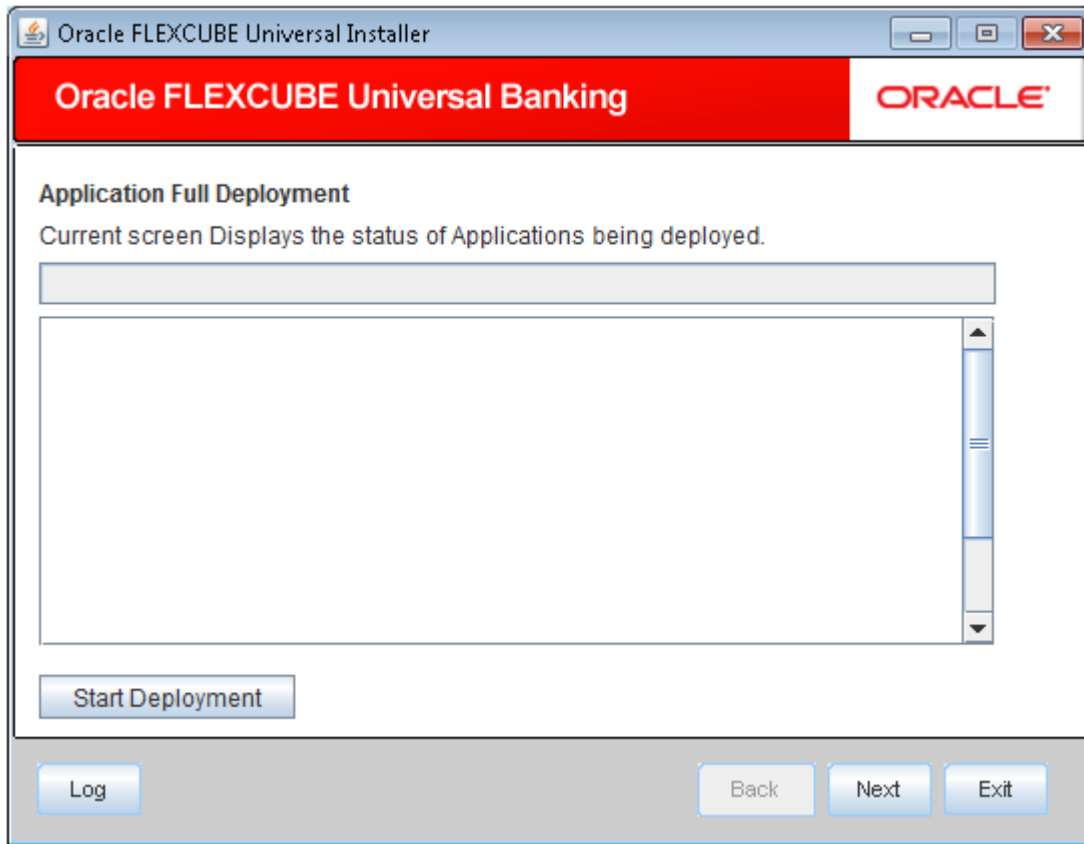 Oracle FLEXCUBE Universal Installer
Oracle FLEXCUBE Universal Banking
ORACLE®
Application Full Deployment
Current screen Displays the status of Applications being deployed.
Start Deployment
Log
Back
Next
Exit